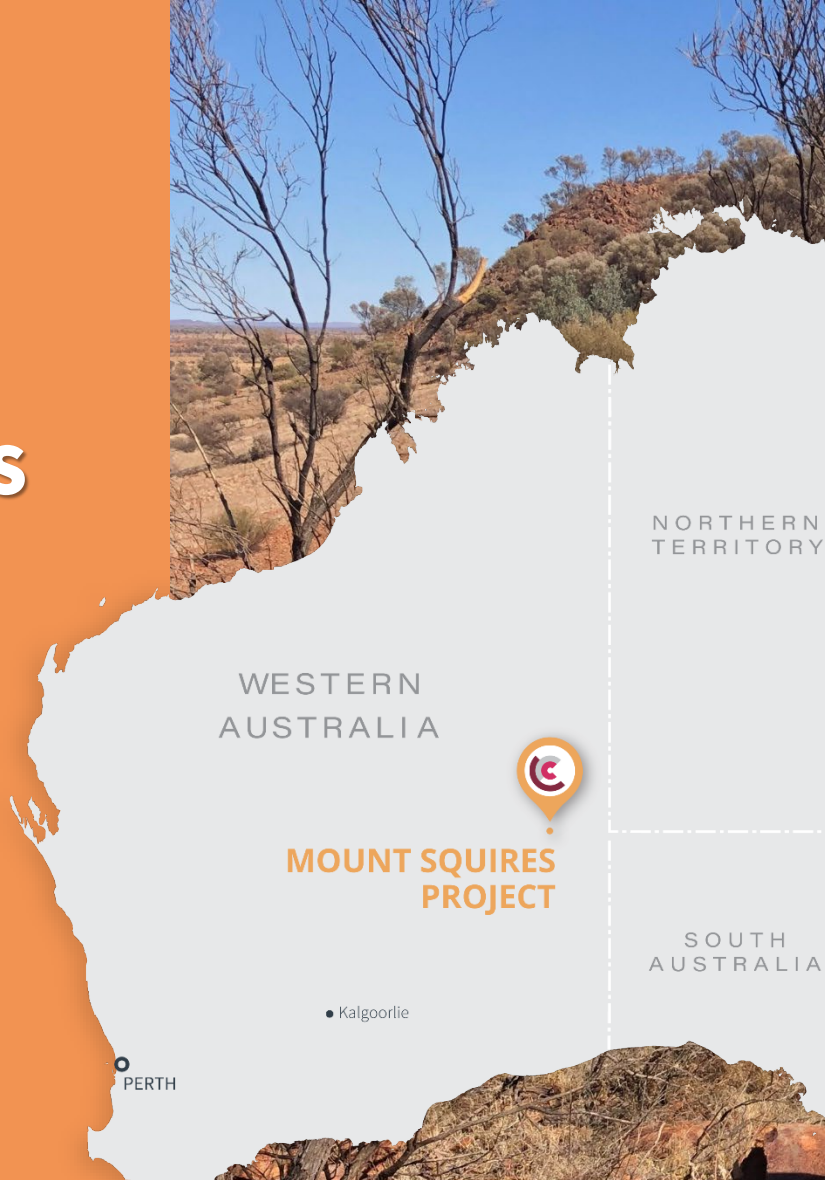 S
NORTHERN
TERRITORY
WESTERN
AUSTRALIA
MOUNT SQUIRES
PROJECT
SOUTH
AUSTRALIA
Kalgoorlie
PERTH